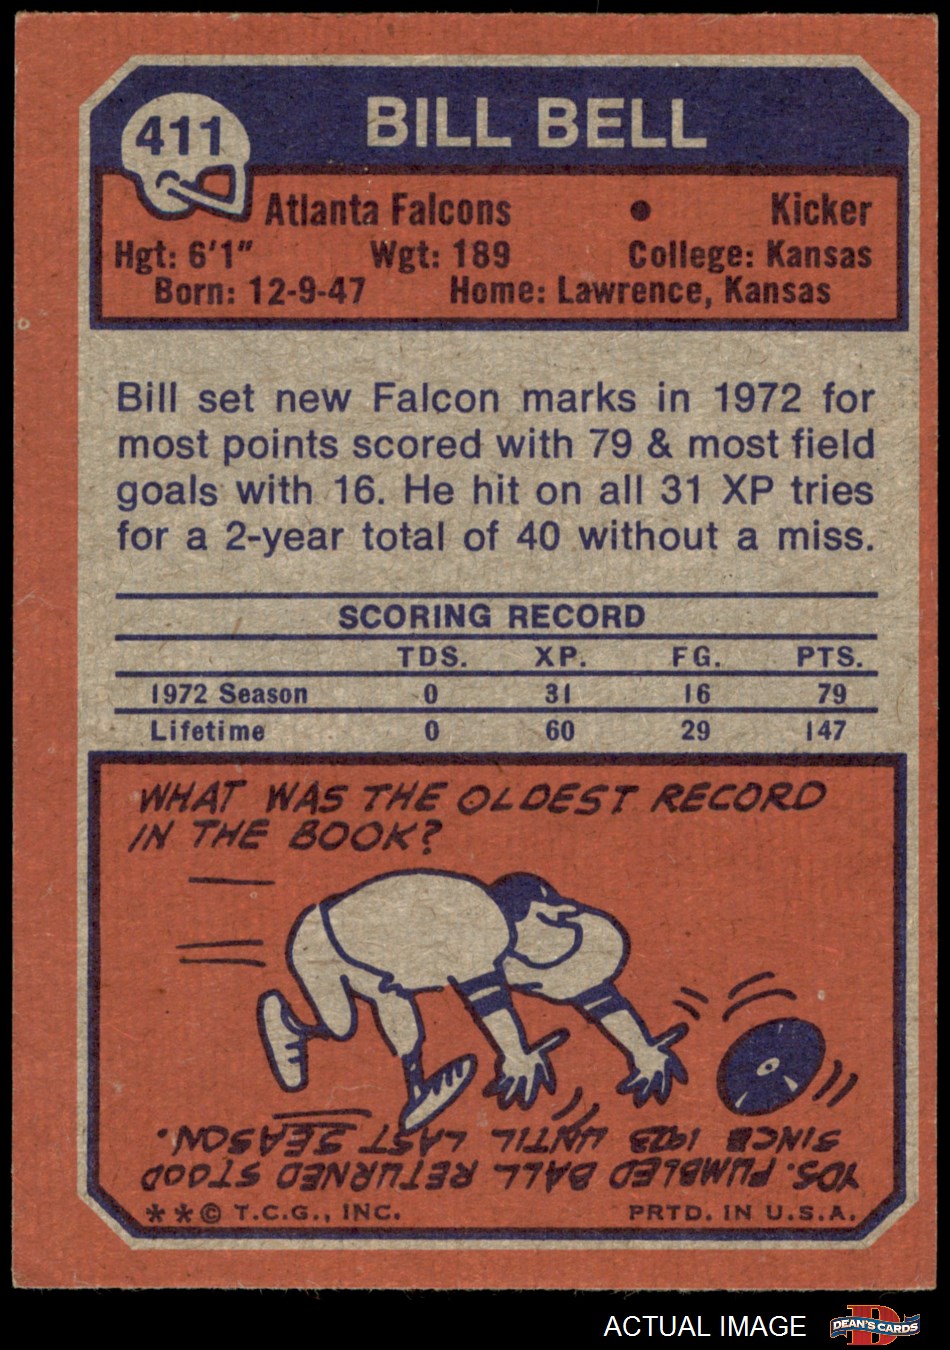 411
BILL BELL
Atlanta Falcons • Kicker
Hgt: 6'1" Wgt: 189 College: Kansas
Born: 12-9-47 Home: Lawrence, Kansas
Bill set new Falcon marks in 1972 for
most points scored with 79 & most field
goals with 16. He hit on all 31 XP tries
for a 2-year total of 40 without a miss.
SCORING RECORD
TDS. XP. FG. PTS.
1972 Season 0 31 16 79
Lifetime 0 60 29 147
WHAT WAS THE OLDEST RECORD
IN THE BOOK?
YDS. FUMBLED BALL RETURNED STOOD
SINCE 1923 UNTIL LAST SEASON.
**© T.C.G., INC. PRTD. IN U.S.A.
ACTUAL IMAGE
DEAN'S CARDS